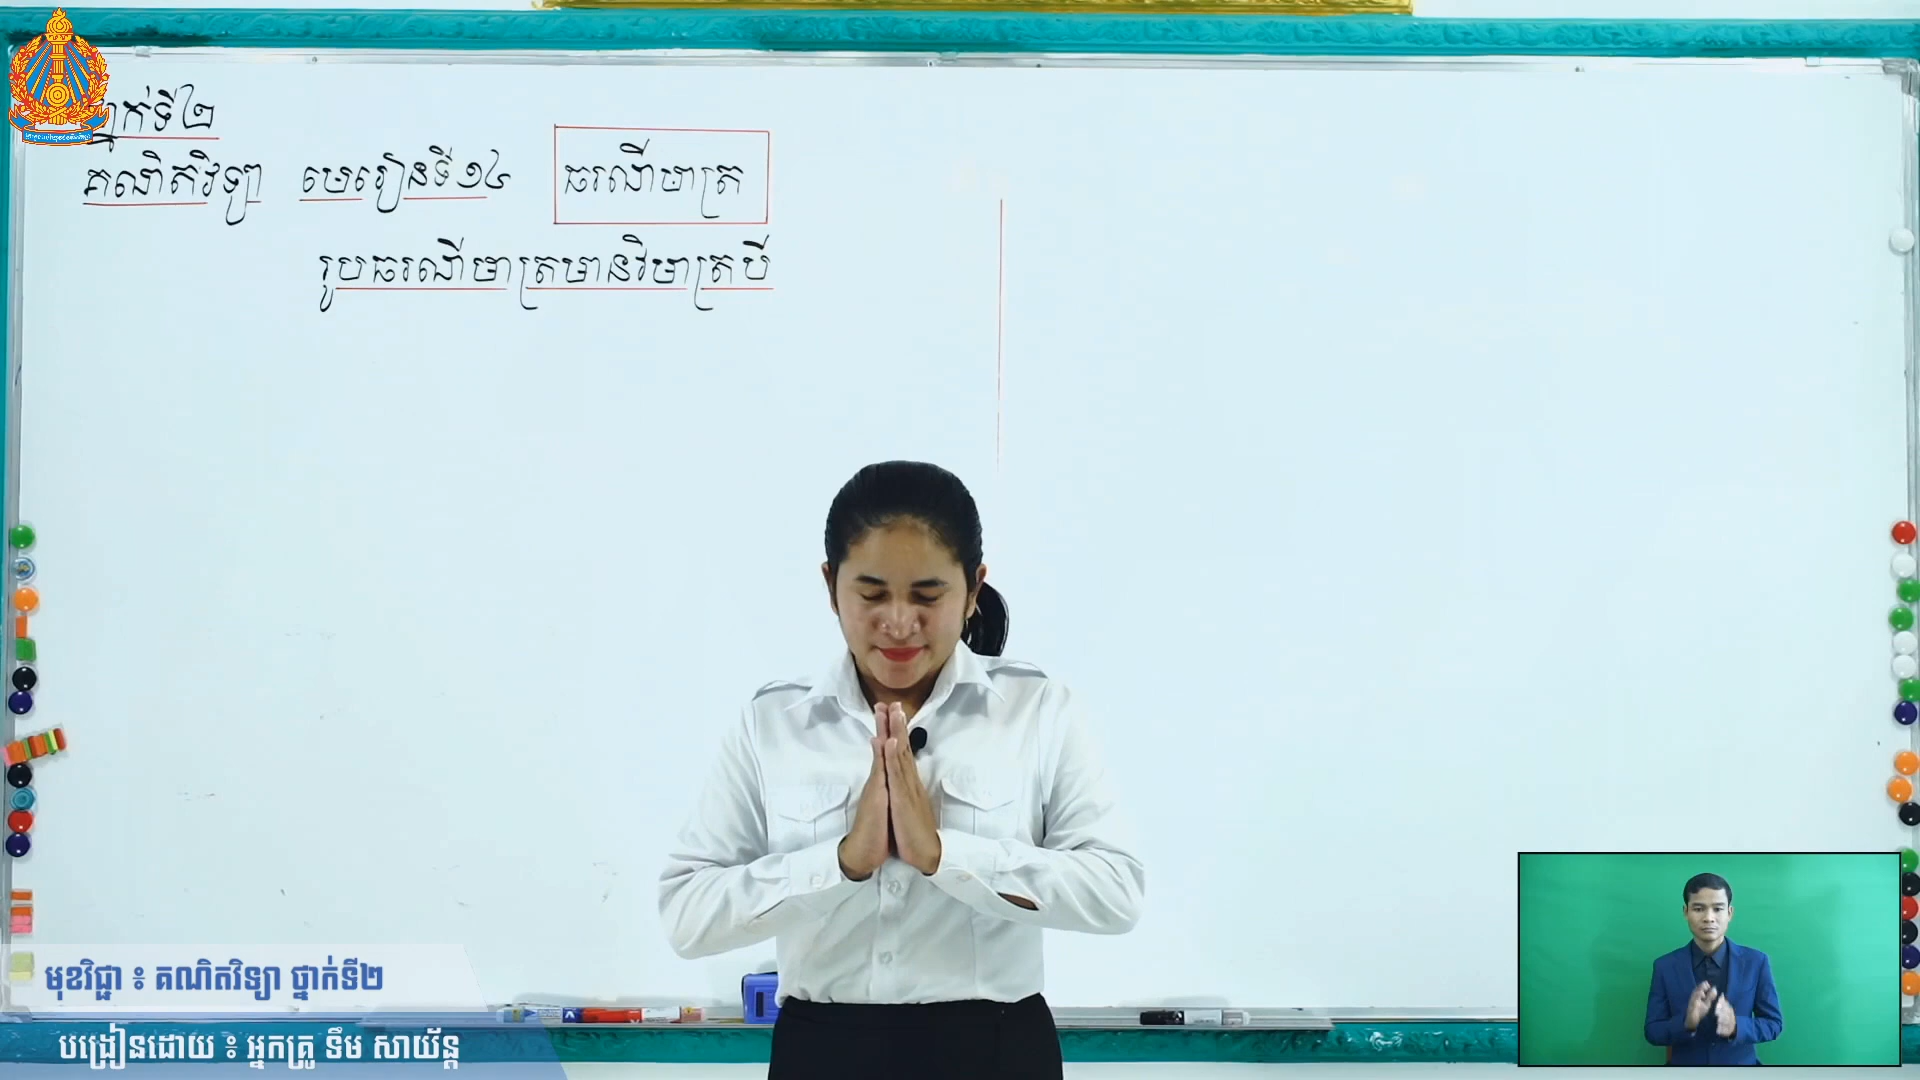 ថ្នាក់ទី២
គណិតវិទ្យា មេរៀនទី១៤ ធរណីមាត្រ
រូបធរណីមាត្រមានវិមាត្របី
មុខវិជ្ជា ៖ គណិតវិទ្យា ថ្នាក់ទី២
បង្រៀនដោយ ៖ អ្នកគ្រូ ទឹម សាយ័ន្ត